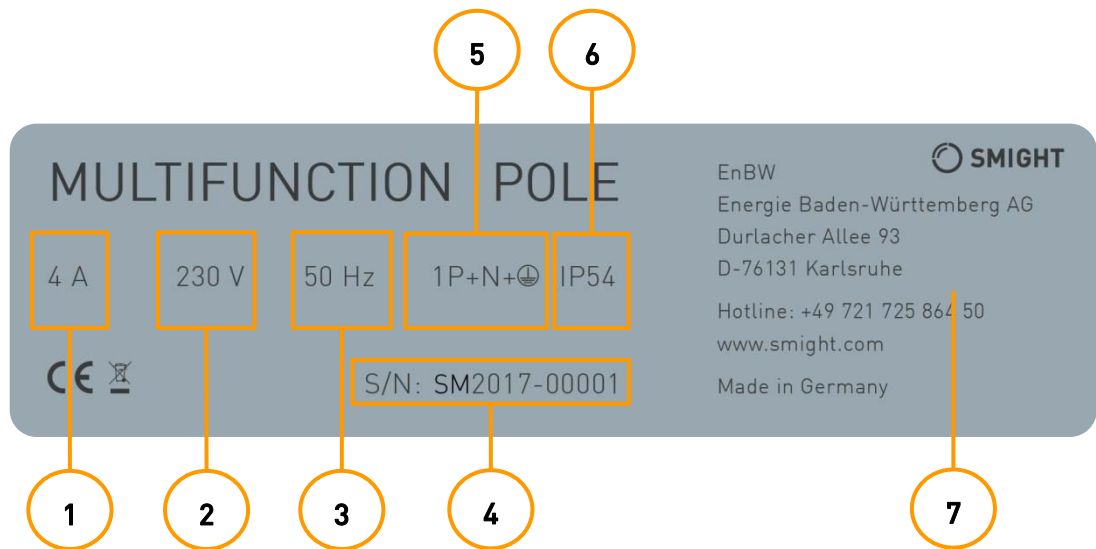 5 6
SMIGHT
MULTIFUNCTION POLE
4 A 230 V 50 Hz 1P+N+⏚ IP54
S/N: SM2017-00001
CE
EnBW
Energie Baden-Württemberg AG
Durlacher Allee 93
D-76131 Karlsruhe
Hotline: +49 721 725 864 50
www.smight.com
Made in Germany
1 2 3 4 7